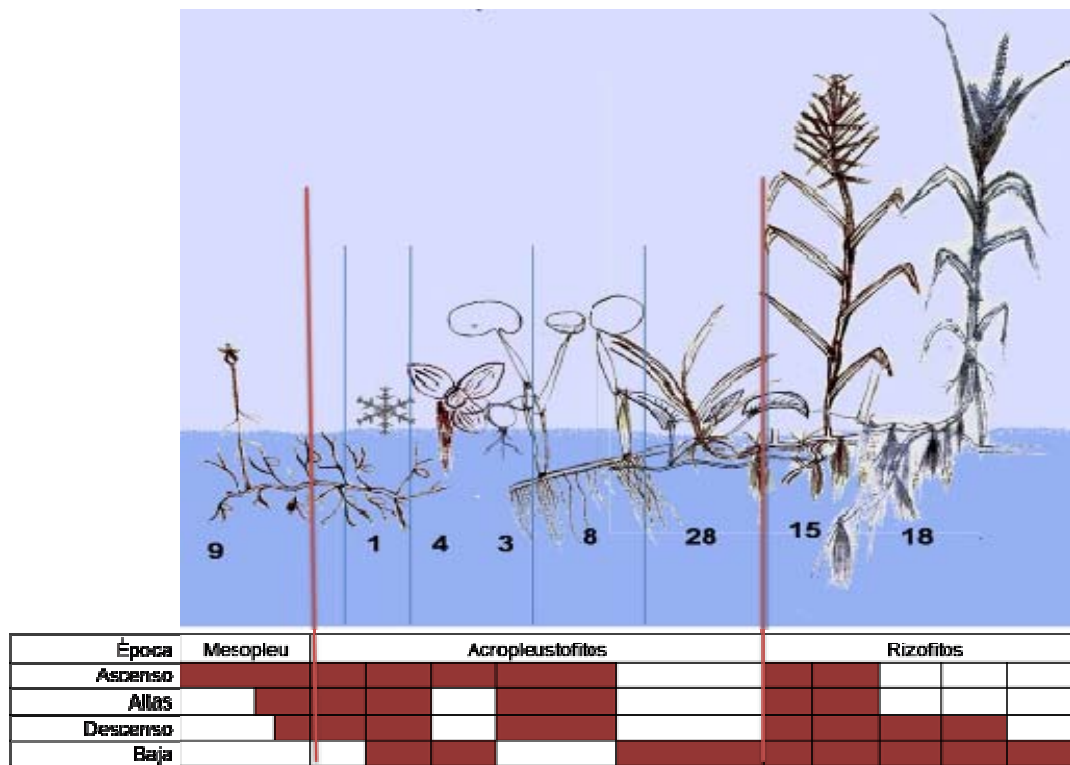 9 1 4 3 8 28 15 18
Época Mesopleu Acropleustofitos Rizofitos
Ascenso
Altas
Descenso
Baja